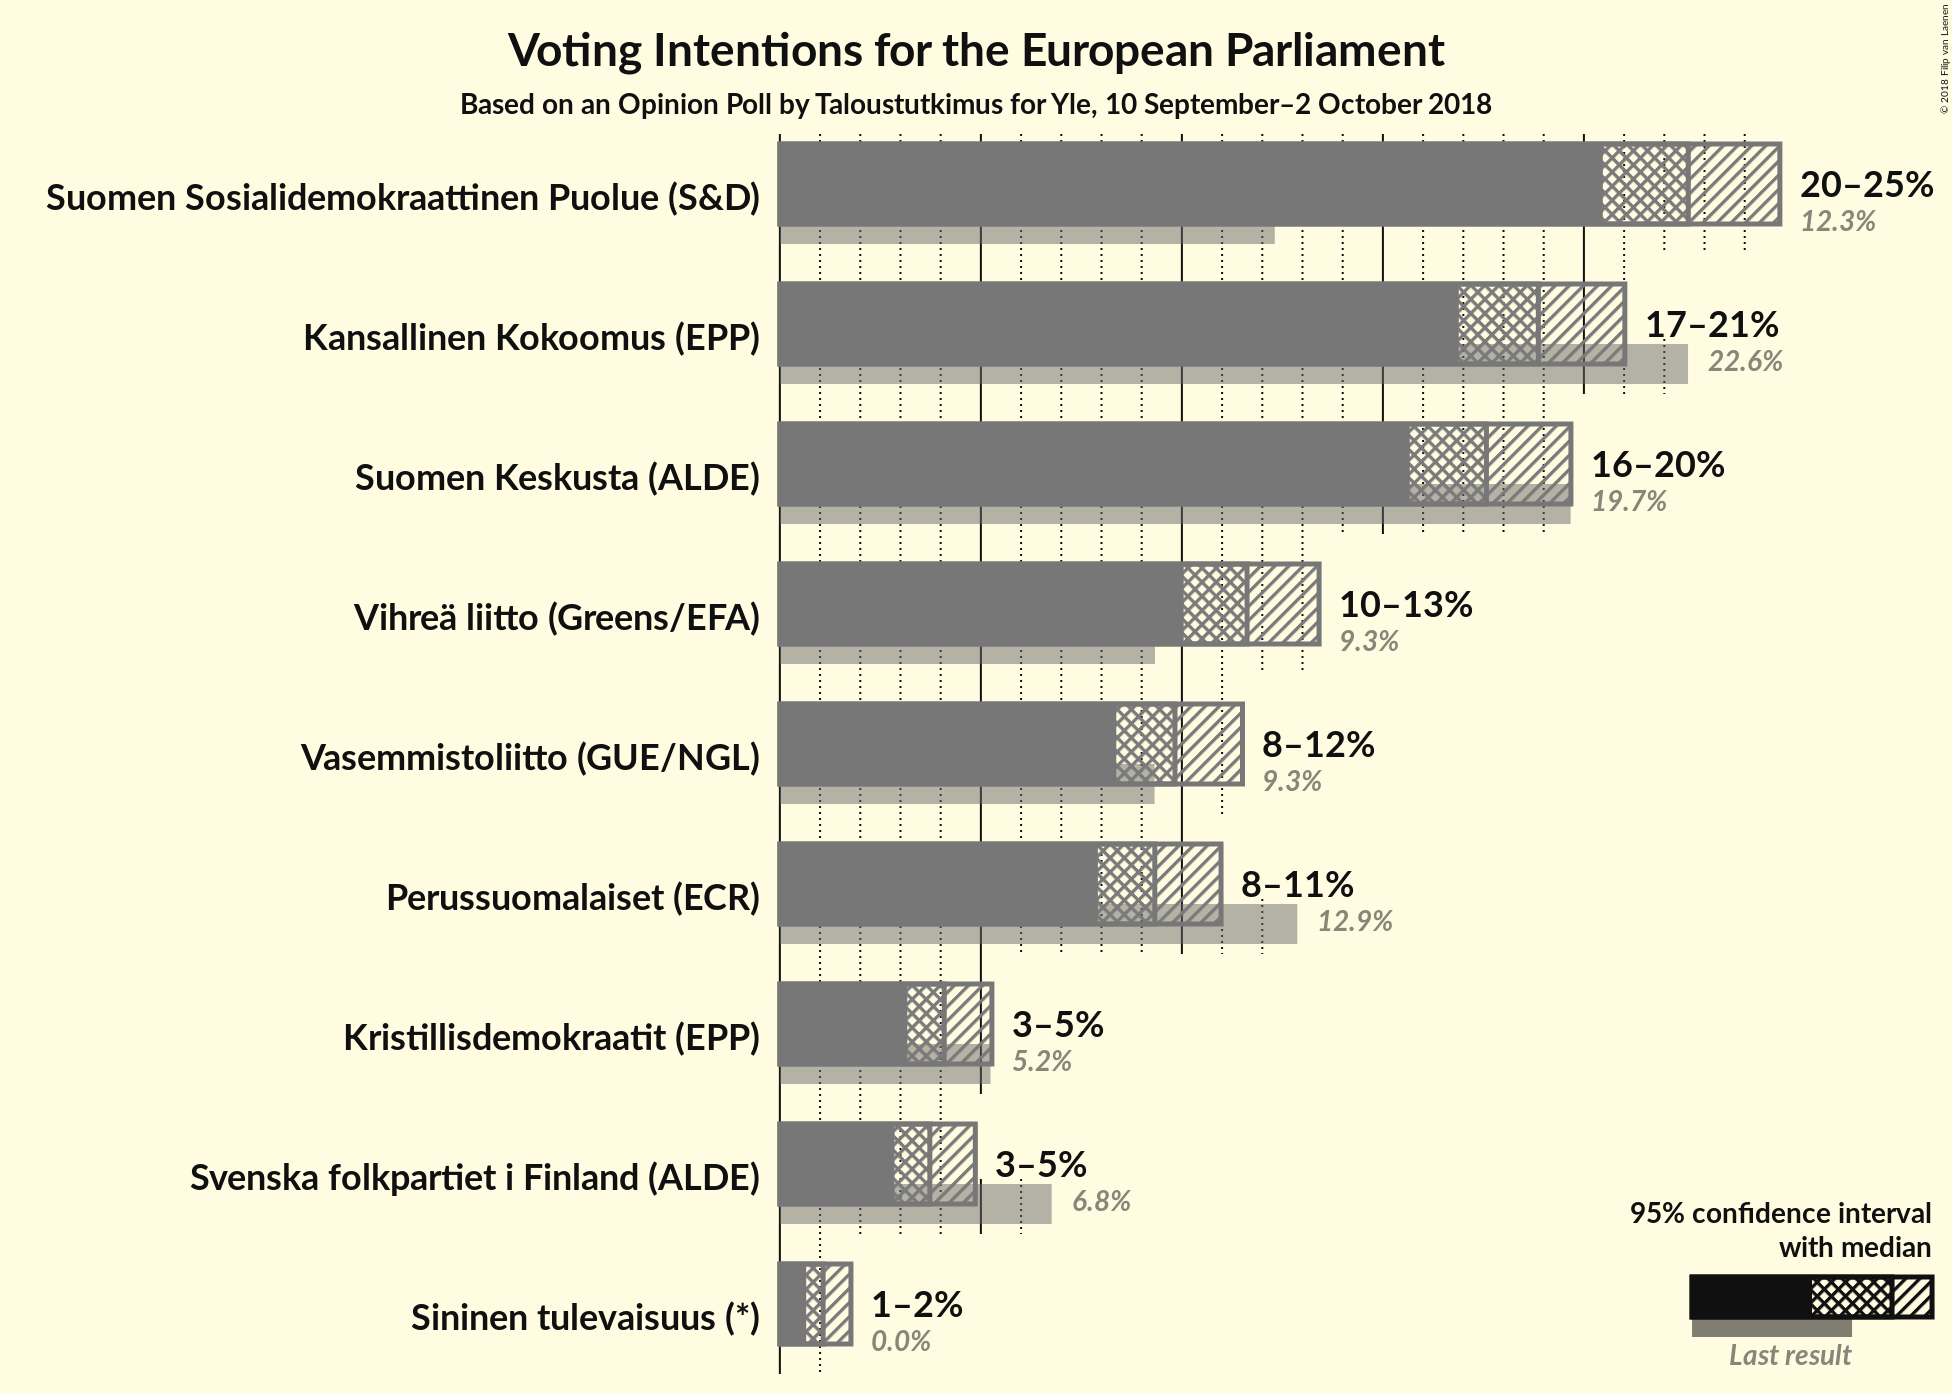 Voting Intentions for the European Parliament
Based on an Opinion Poll by Taloustutkimus for Yle, 10 September–2 October 2018
© 2018 Filip van Laenen
Suomen Sosialidemokraattinen Puolue (S&D)
20–25%
12.3%
Kansallinen Kokoomus (EPP)
17–21%
22.6%
Suomen Keskusta (ALDE)
16–20%
19.7%
Vihreä liitto (Greens/EFA)
10–13%
9.3%
Vasemmistoliitto (GUE/NGL)
8–12%
9.3%
Perussuomalaiset (ECR)
8–11%
12.9%
Kristillisdemokraatit (EPP)
3–5%
5.2%
Svenska folkpartiet i Finland (ALDE)
3–5%
6.8%
Sininen tulevaisuus (*)
1–2%
0.0%
95% confidence interval
with median
Last result